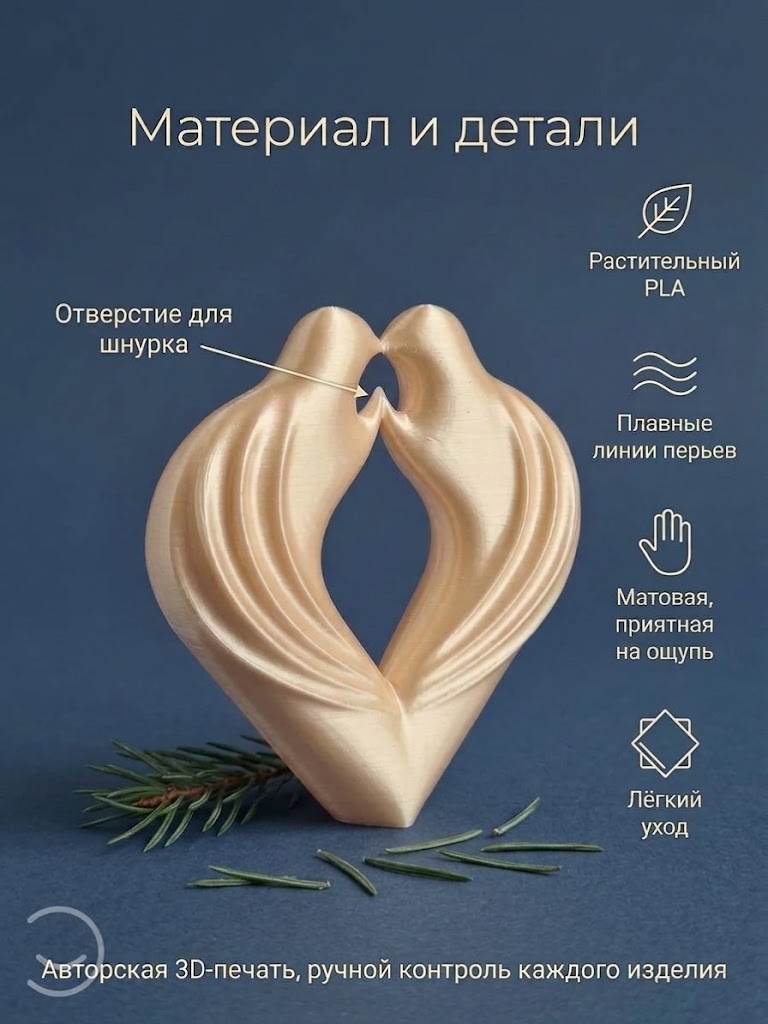 Материал и детали
Растительный
PLA
Отверстие для
шнурка
Плавные
линии перьев
Матовая,
приятная
на ощупь
Лёгкий
уход
Авторская 3D-печать, ручной контроль каждого изделия